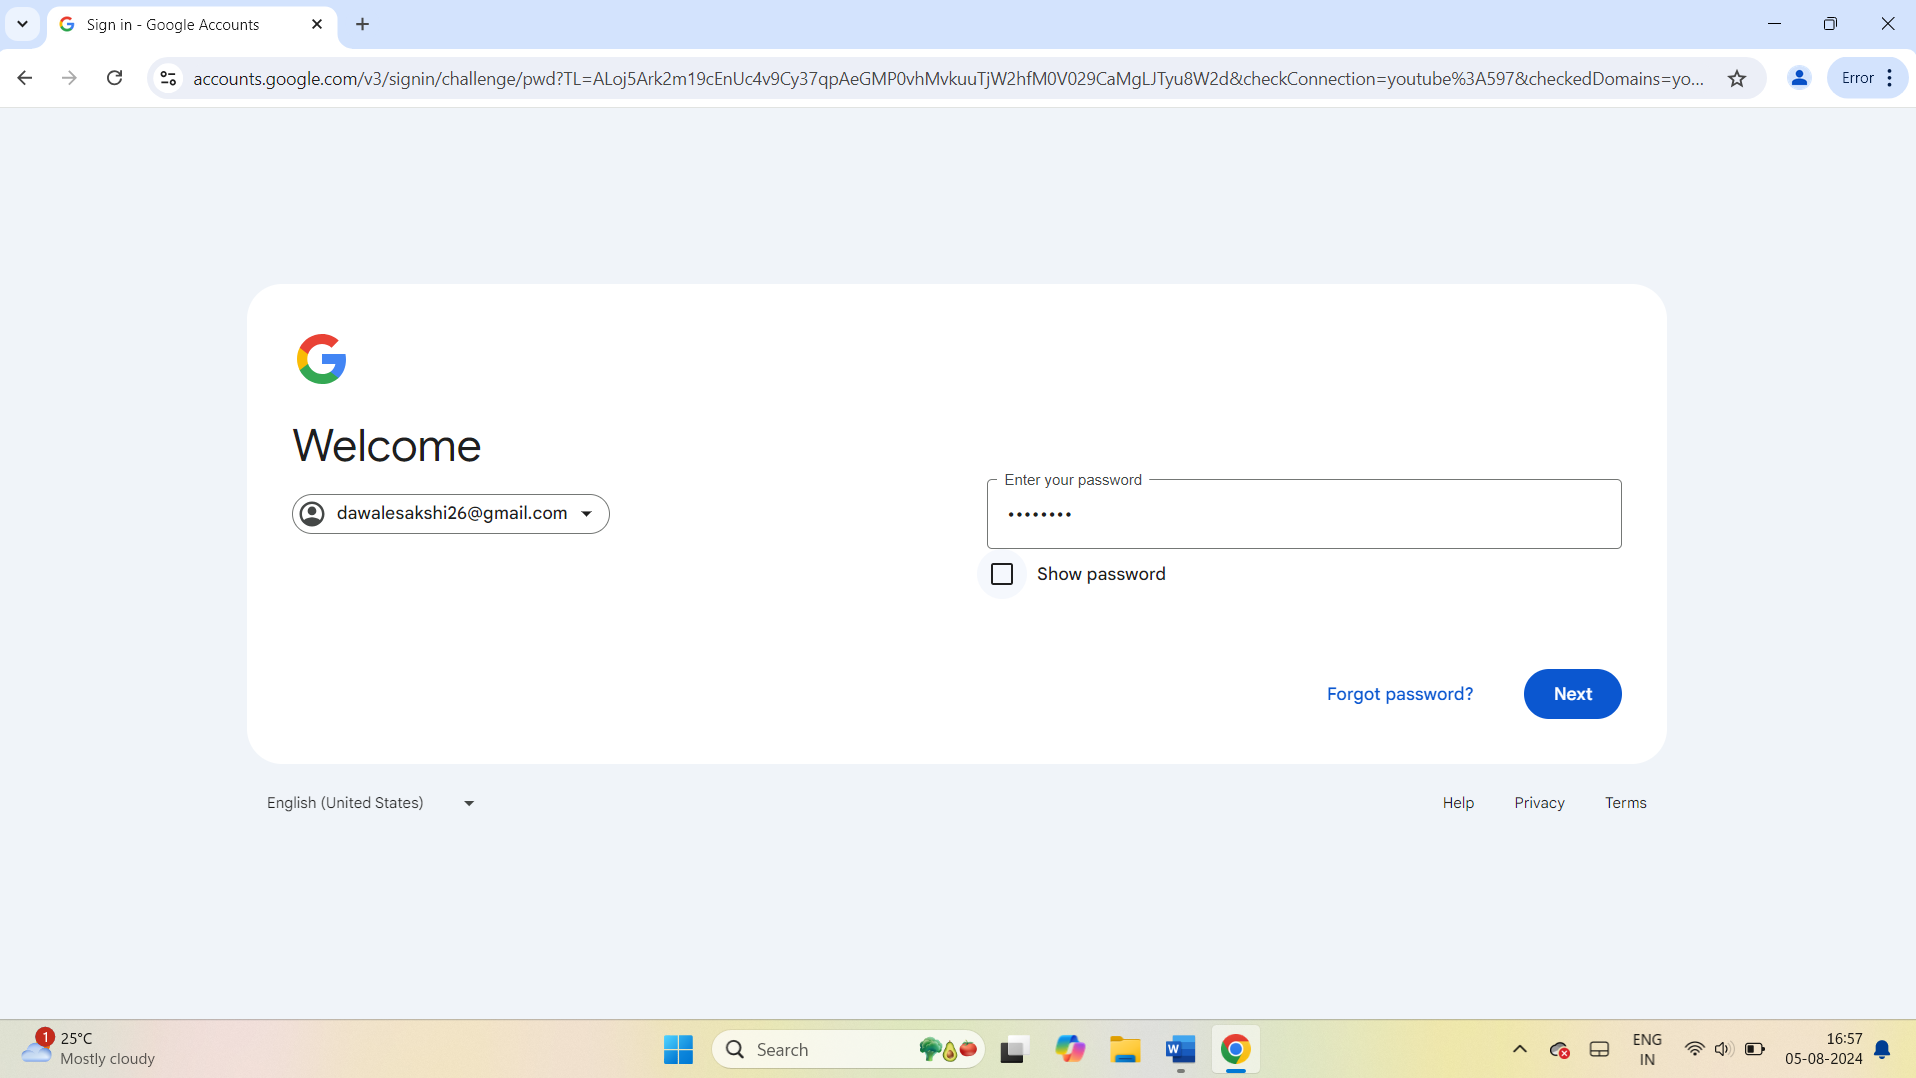 Sign in - Google Accounts
accounts.google.com/v3/signin/challenge/pwd?TL=ALoj5Ark2m19cEnUc4v9Cy37qpAeGMP0vhMvkuuTjW2hfM0V029CaMgLJTyu8W2d&checkConnection=youtube%3A597&checkedDomains=yo...
Error
Welcome
dawalesakshi26@gmail.com
Enter your password
••••••••
Show password
Forgot password?
Next
English (United States)
Help
Privacy
Terms
1
25°C
Mostly cloudy
Search
W
ENG
IN
16:57
05-08-2024